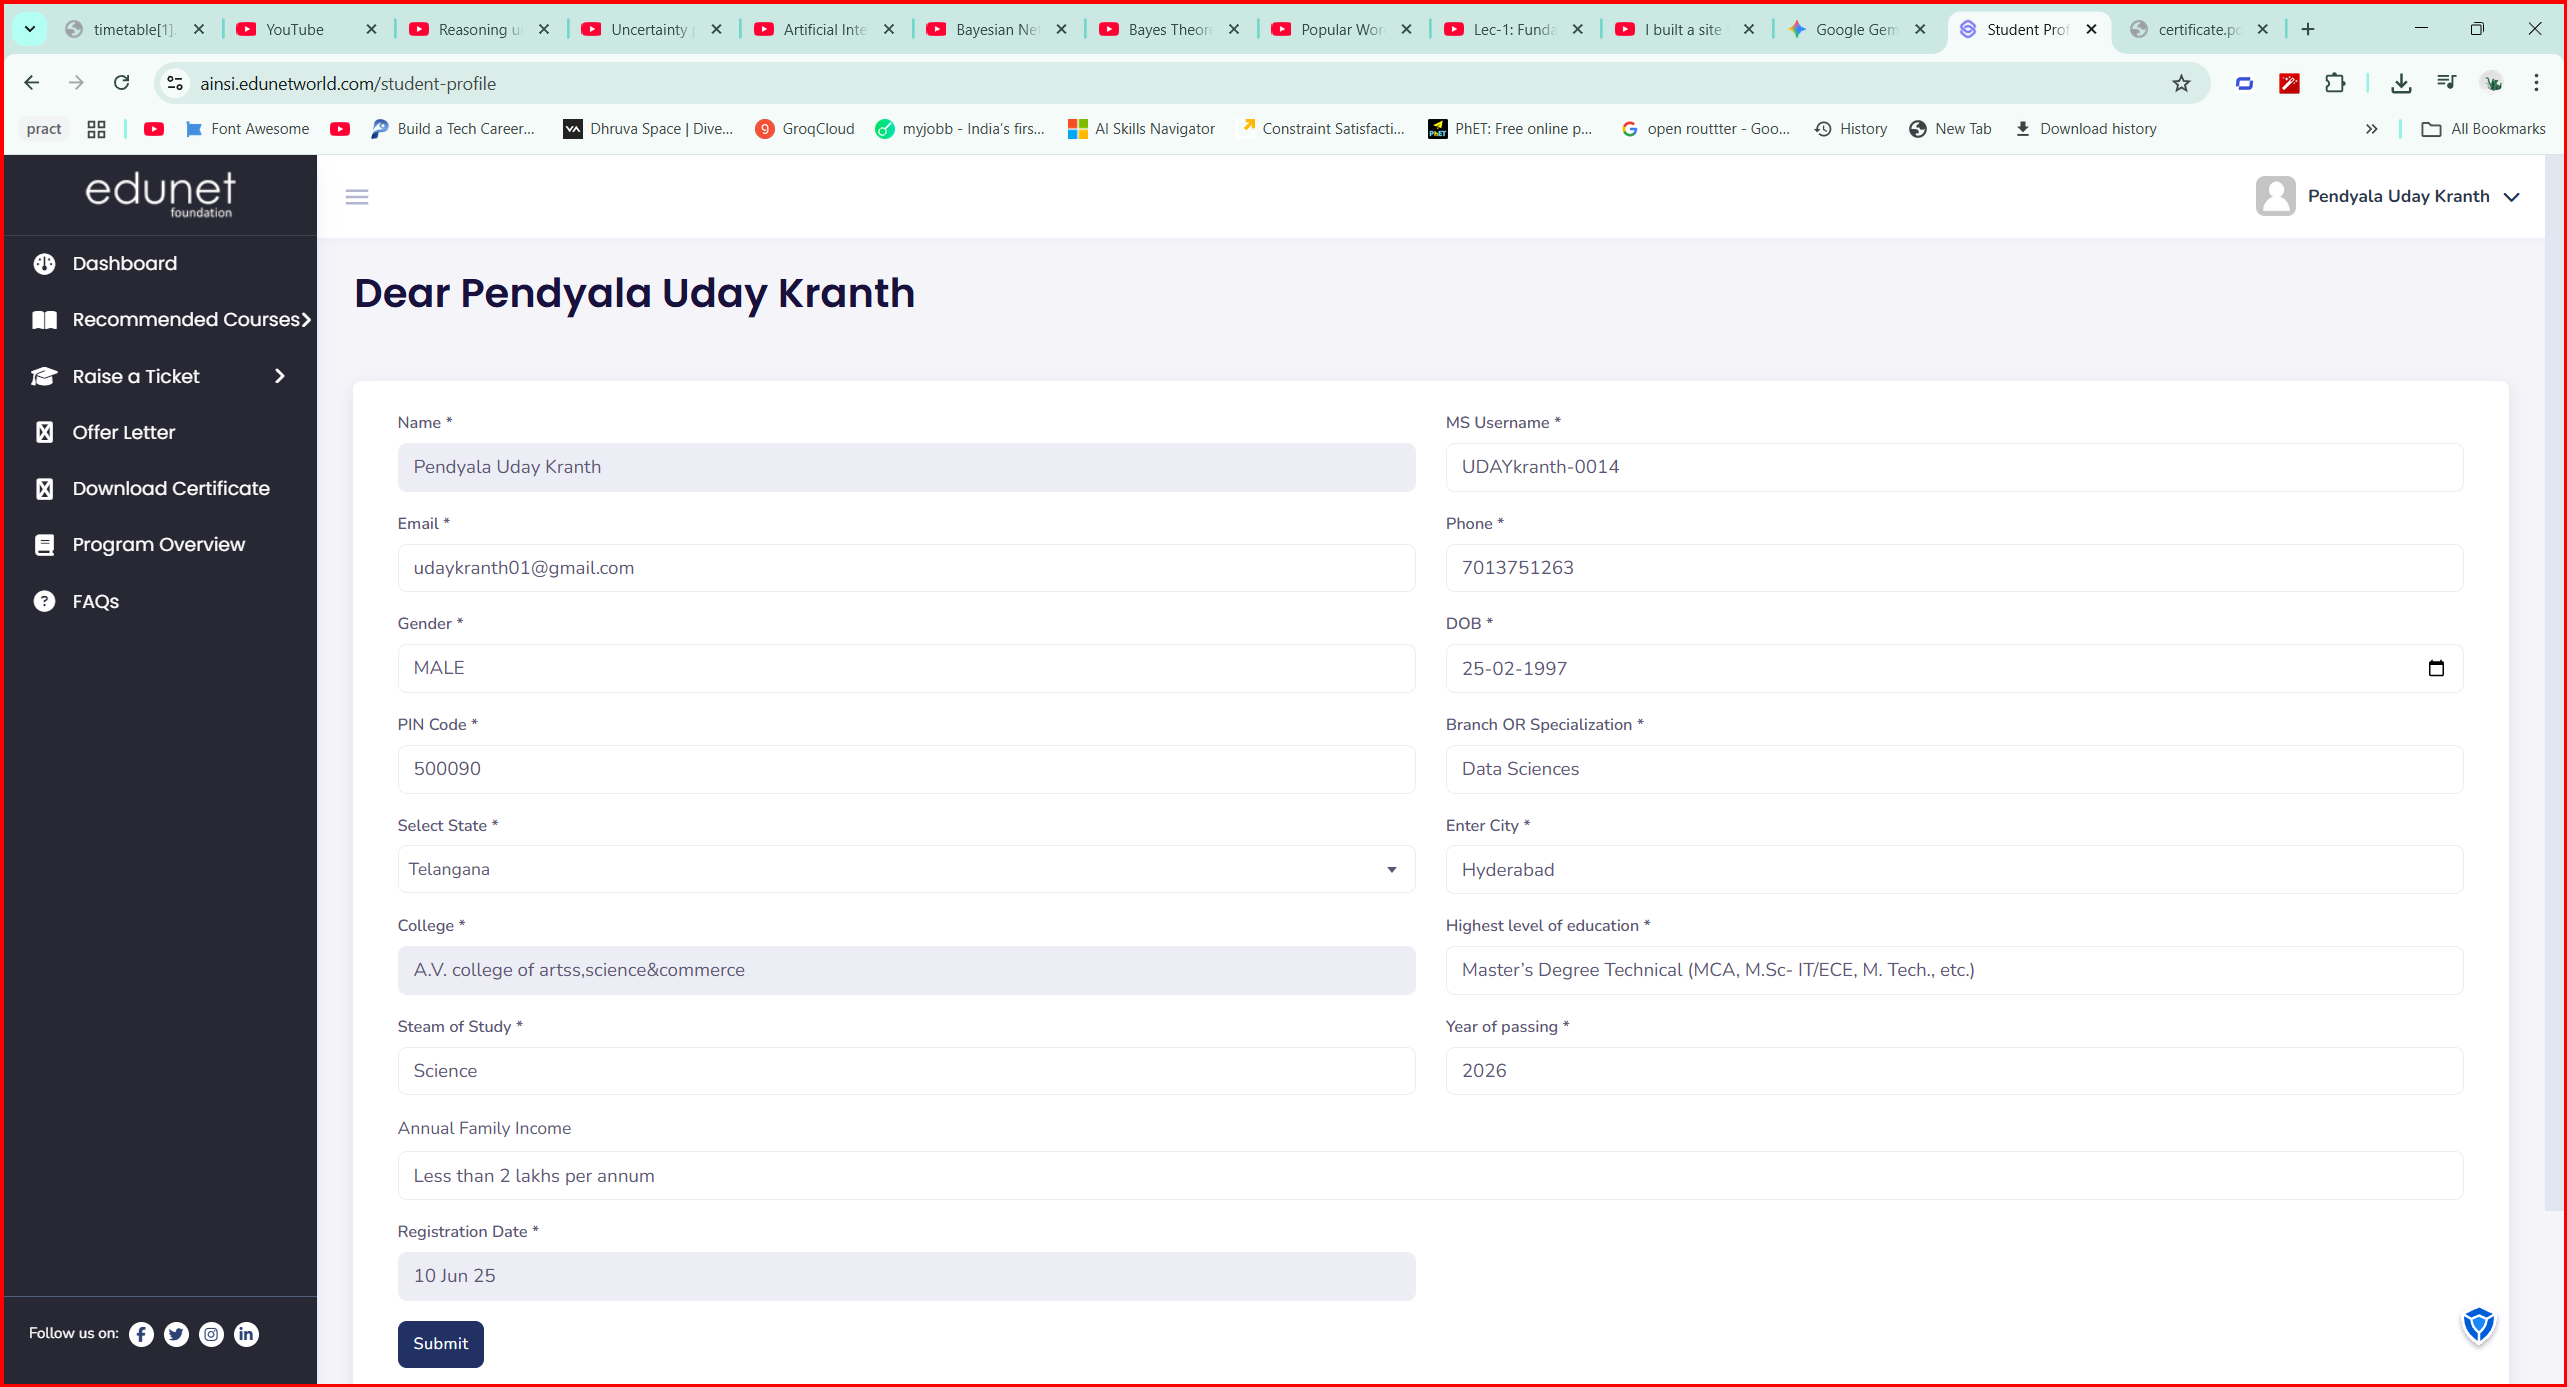 timetable[1].
YouTube
Reasoning u
Uncertainty
Artificial Inte
Bayesian Net
Bayes Theor
Popular Wor
Lec-1: Funda
I built a site
Google Gem
Student Prof
certificate.pd
ainsi.edunetworld.com/student-profile
pract
Font Awesome
Build a Tech Career...
Dhruva Space | Dive...
GroqCloud
myjobb - India's firs...
AI Skills Navigator
Constraint Satisfacti...
PhET: Free online p...
open routtter - Goo...
History
New Tab
Download history
All Bookmarks
edunet
foundation
Pendyala Uday Kranth
Dashboard
Recommended Courses
Raise a Ticket
Offer Letter
Download Certificate
Program Overview
FAQs
Follow us on:
Dear Pendyala Uday Kranth
Name *
Pendyala Uday Kranth
MS Username *
UDAYkranth-0014
Email *
udaykranth01@gmail.com
Phone *
7013751263
Gender *
MALE
DOB *
25-02-1997
PIN Code *
500090
Branch OR Specialization *
Data Sciences
Select State *
Telangana
Enter City *
Hyderabad
College *
A.V. college of artss,science&commerce
Highest level of education *
Master's Degree Technical (MCA, M.Sc- IT/ECE, M. Tech., etc.)
Steam of Study *
Science
Year of passing *
2026
Annual Family Income
Less than 2 lakhs per annum
Registration Date *
10 Jun 25
Submit